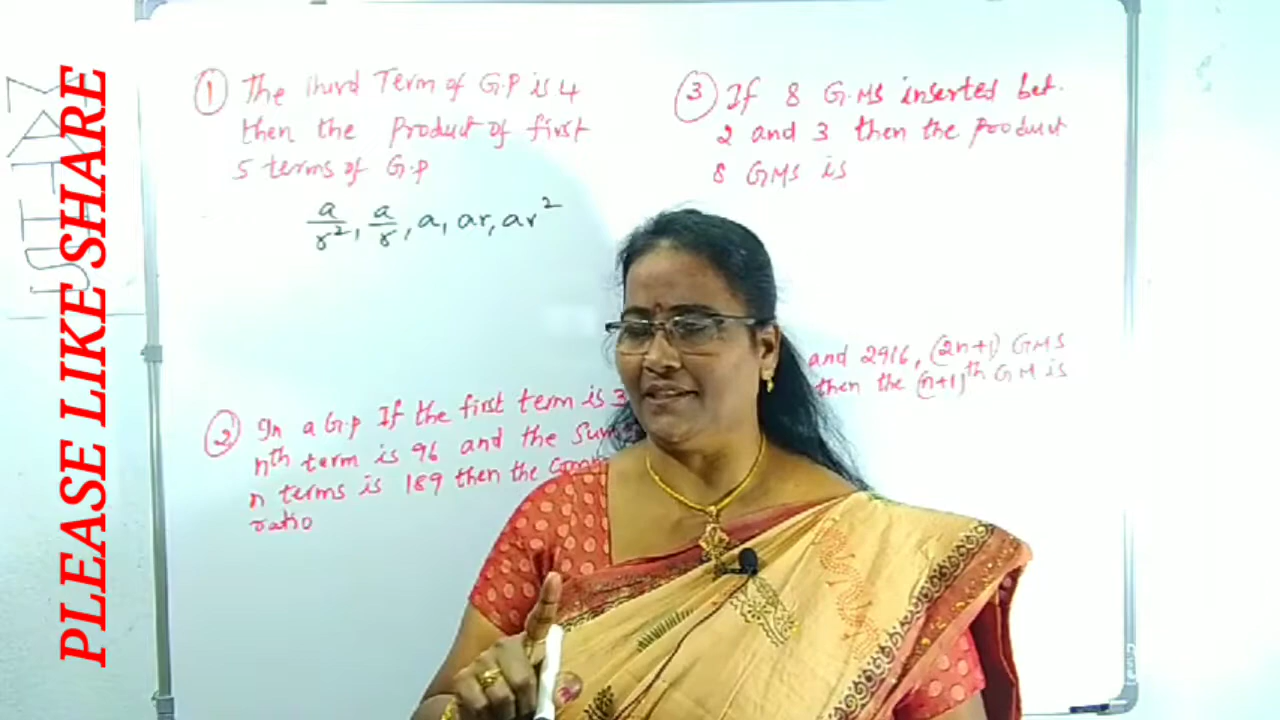 PLEASE LIKE SHARE
① The third Term of G.P is 4
then the Product of first
5 terms of G.P
a/r², a/r, a, ar, ar²
② In a G.P If the first term is 3
nth term is 96 and the Sum
n terms is 189 then the
ratio
③ If 8 G.MS inserted bet.
2 and 3 then the Product
8 GMS is
and 2916, (2n+1) GMS
then the (n+1)th GM is